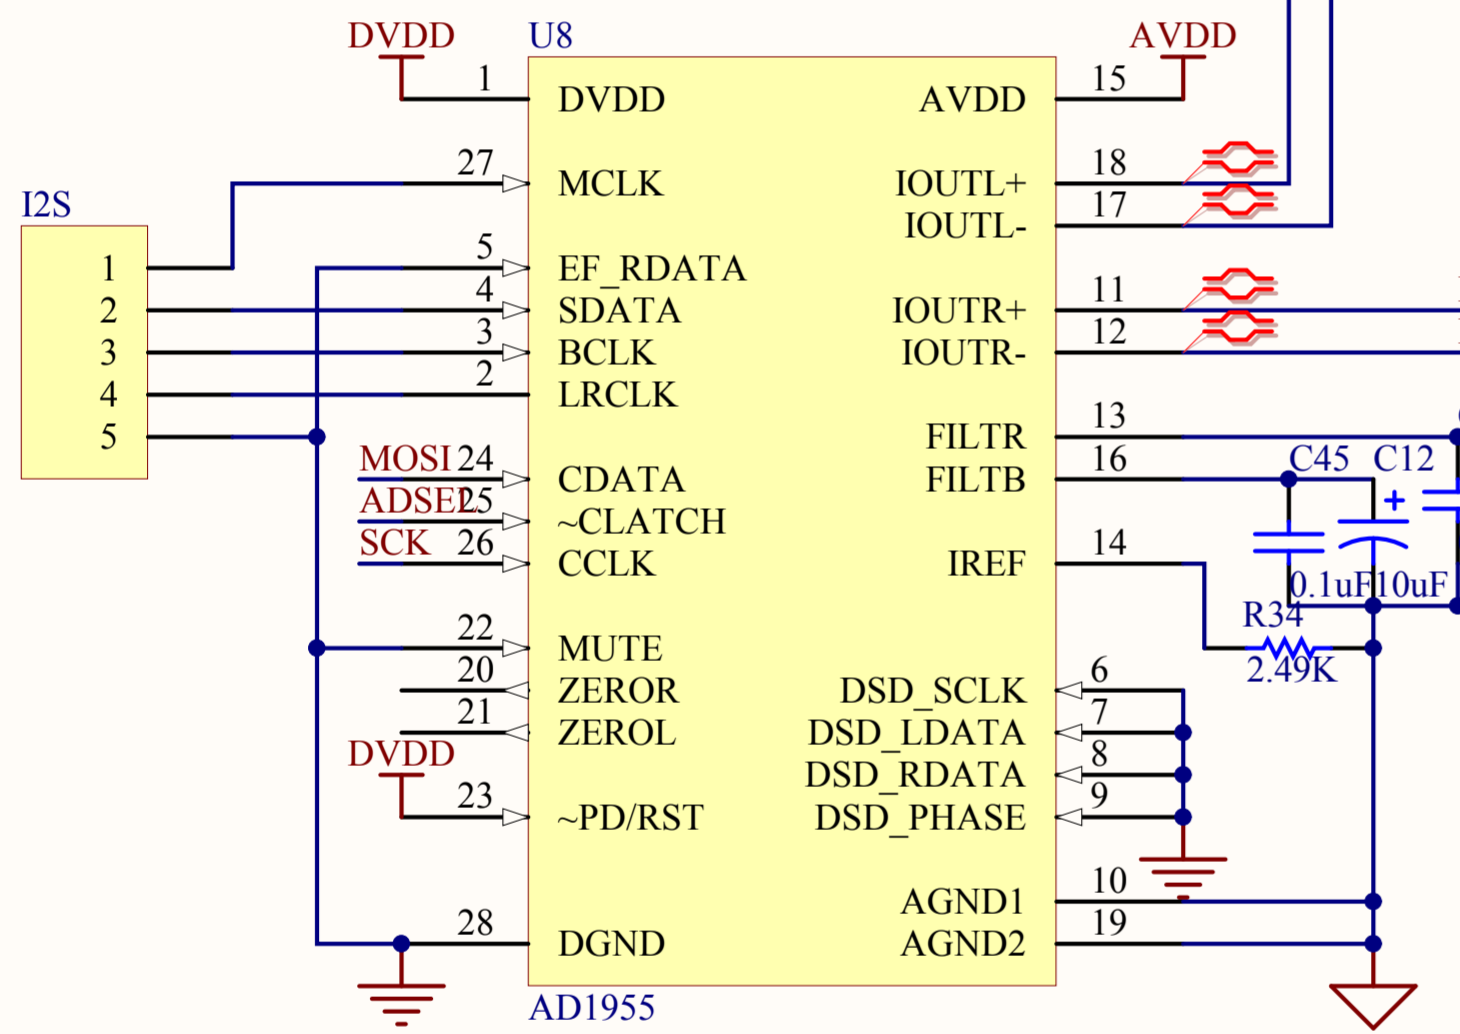 DVDD
U8
AVDD
1
DVDD
AVDD
15
27
MCLK
IOUTL+
18
IOUTL-
17
I2S
1
5
EF_RDATA
2
4
SDATA
IOUTR+
11
3
3
BCLK
IOUTR-
12
4
2
LRCLK
5
FILTR
13
MOSI
24
CDATA
FILTB
16
C45
C12
+
ADSEL
25
~CLATCH
SCK
26
CCLK
IREF
14
0.1uF
10uF
R34
2.49K
22
MUTE
20
ZEROR
DSD_SCLK
6
21
ZEROL
DSD_LDATA
7
DVDD
DSD_RDATA
8
23
~PD/RST
DSD_PHASE
9
AGND1
10
28
DGND
AGND2
19
AD1955